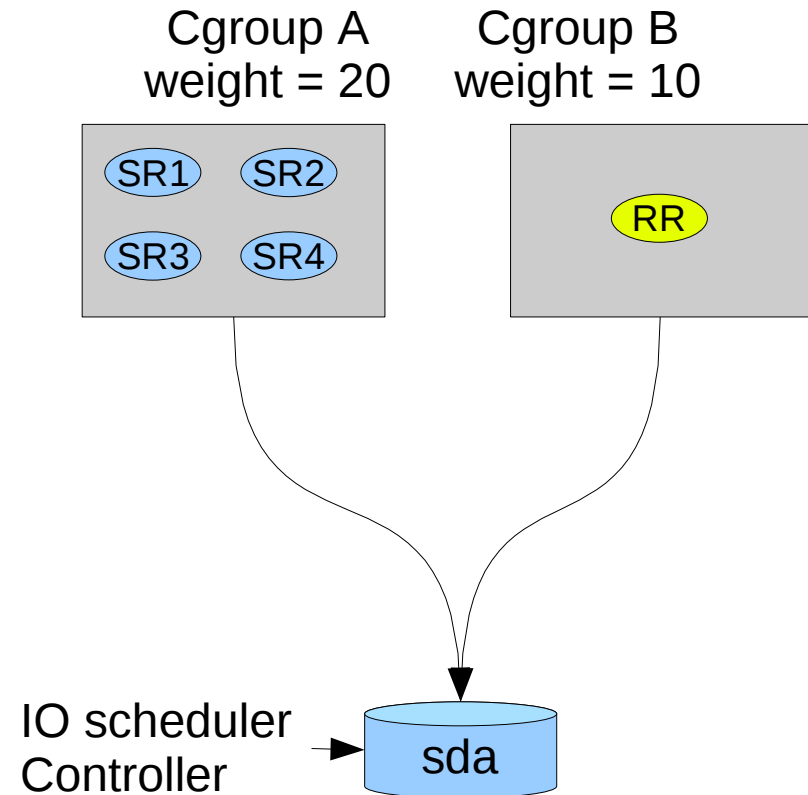 Cgroup A
weight = 20
Cgroup B
weight = 10
SR1
SR2
SR3
SR4
RR
IO scheduler
Controller
sda